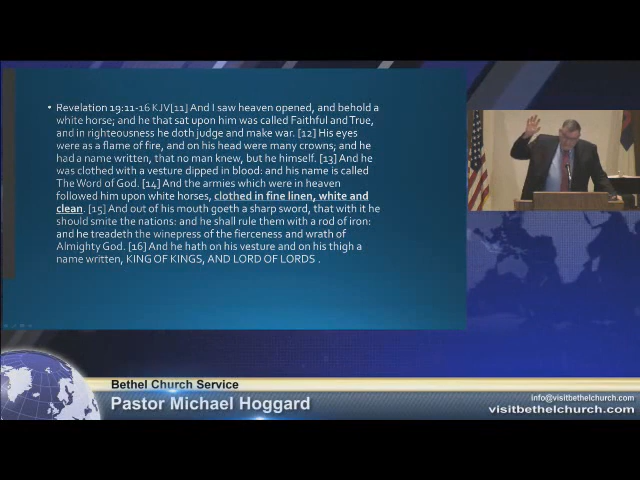 • Revelation 19:11-16 KJV[11] And I saw heaven opened, and behold a
white horse; and he that sat upon him was called Faithful and True,
and in righteousness he doth judge and make war. [12] His eyes
were as a flame of fire, and on his head were many crowns; and he
had a name written, that no man knew, but he himself. [13] And he
was clothed with a vesture dipped in blood: and his name is called
The Word of God. [14] And the armies which were in heaven
followed him upon white horses, clothed in fine linen, white and
clean. [15] And out of his mouth goeth a sharp sword, that with it he
should smite the nations: and he shall rule them with a rod of iron:
and he treadeth the winepress of the fierceness and wrath of
Almighty God. [16] And he hath on his vesture and on his thigh a
name written, KING OF KINGS, AND LORD OF LORDS .
Bethel Church Service
Pastor Michael Hoggard
info@visitbethelchurch.com
visitbethelchurch.com